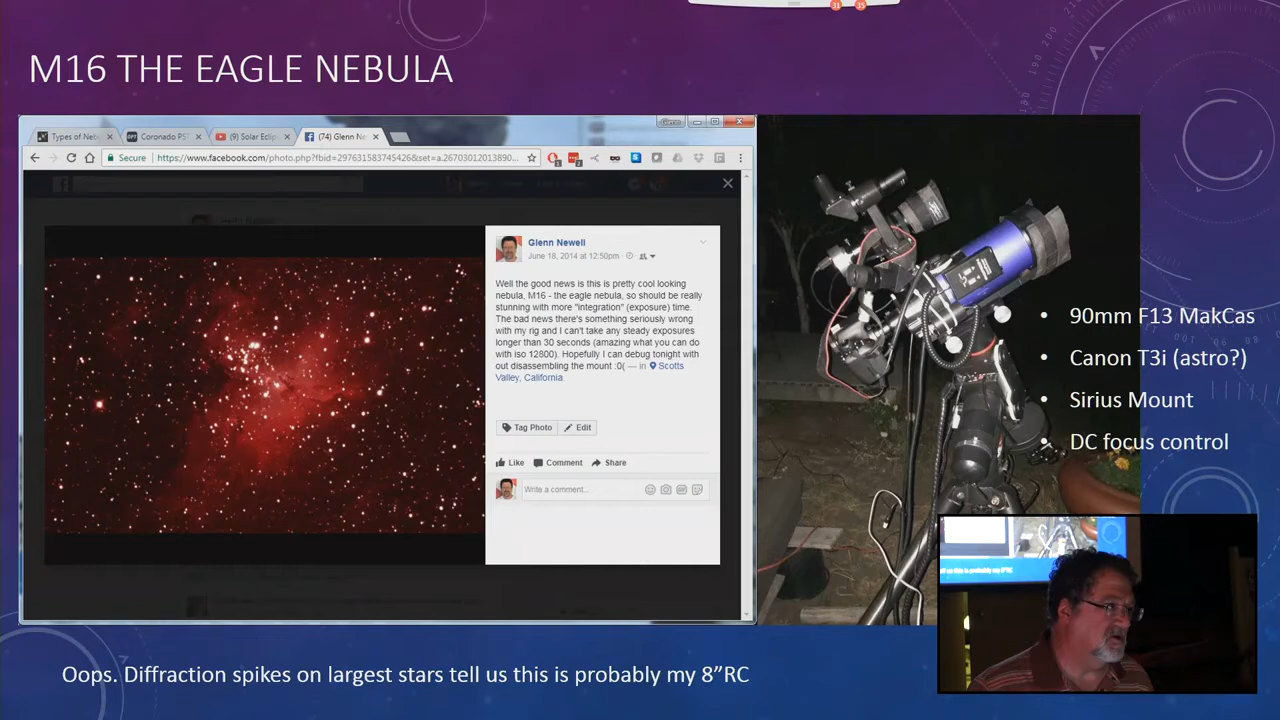 31
35
M16 THE EAGLE NEBULA
Types of Neb
Coronado PS
(9) Solar Eclip
(74) Glenn Ne
Glenn
Secure
https://www.facebook.com/photo.php?fbid=297631583745426&set=a.26703012013890...
Glenn Newell
June 18, 2014 at 12:50pm
Well the good news is this is pretty cool looking
nebula, M16 - the eagle nebula, so should be really
stunning with more "integration" (exposure) time.
The bad news there's something seriously wrong
with my rig and I can't take any steady exposures
longer than 30 seconds (amazing what you can do
with iso 12800). Hopefully I can debug tonight with
out disassembling the mount :0( — in Scotts
Valley, California.
Tag Photo Edit
Like Comment Share
Write a comment...
• 90mm F13 MakCas
• Canon T3i (astro?)
• Sirius Mount
• DC focus control
Oops. Diffraction spikes on largest stars tell us this is probably my 8”RC